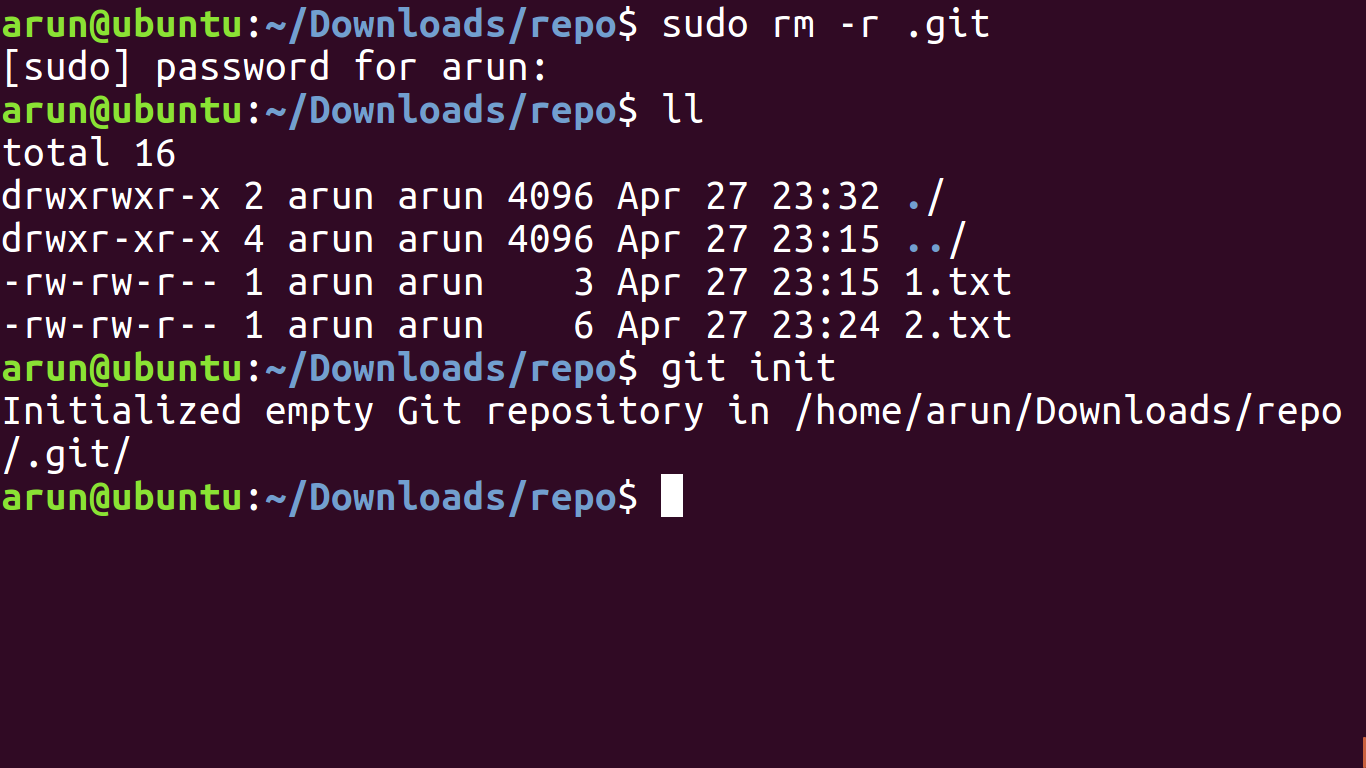 arun@ubuntu:~/Downloads/repo$ sudo rm -r .git
[sudo] password for arun:
arun@ubuntu:~/Downloads/repo$ ll
total 16
drwxrwxr-x 2 arun arun 4096 Apr 27 23:32 ./
drwxr-xr-x 4 arun arun 4096 Apr 27 23:15 ../
-rw-rw-r-- 1 arun arun    3 Apr 27 23:15 1.txt
-rw-rw-r-- 1 arun arun    6 Apr 27 23:24 2.txt
arun@ubuntu:~/Downloads/repo$ git init
Initialized empty Git repository in /home/arun/Downloads/repo
/.git/
arun@ubuntu:~/Downloads/repo$